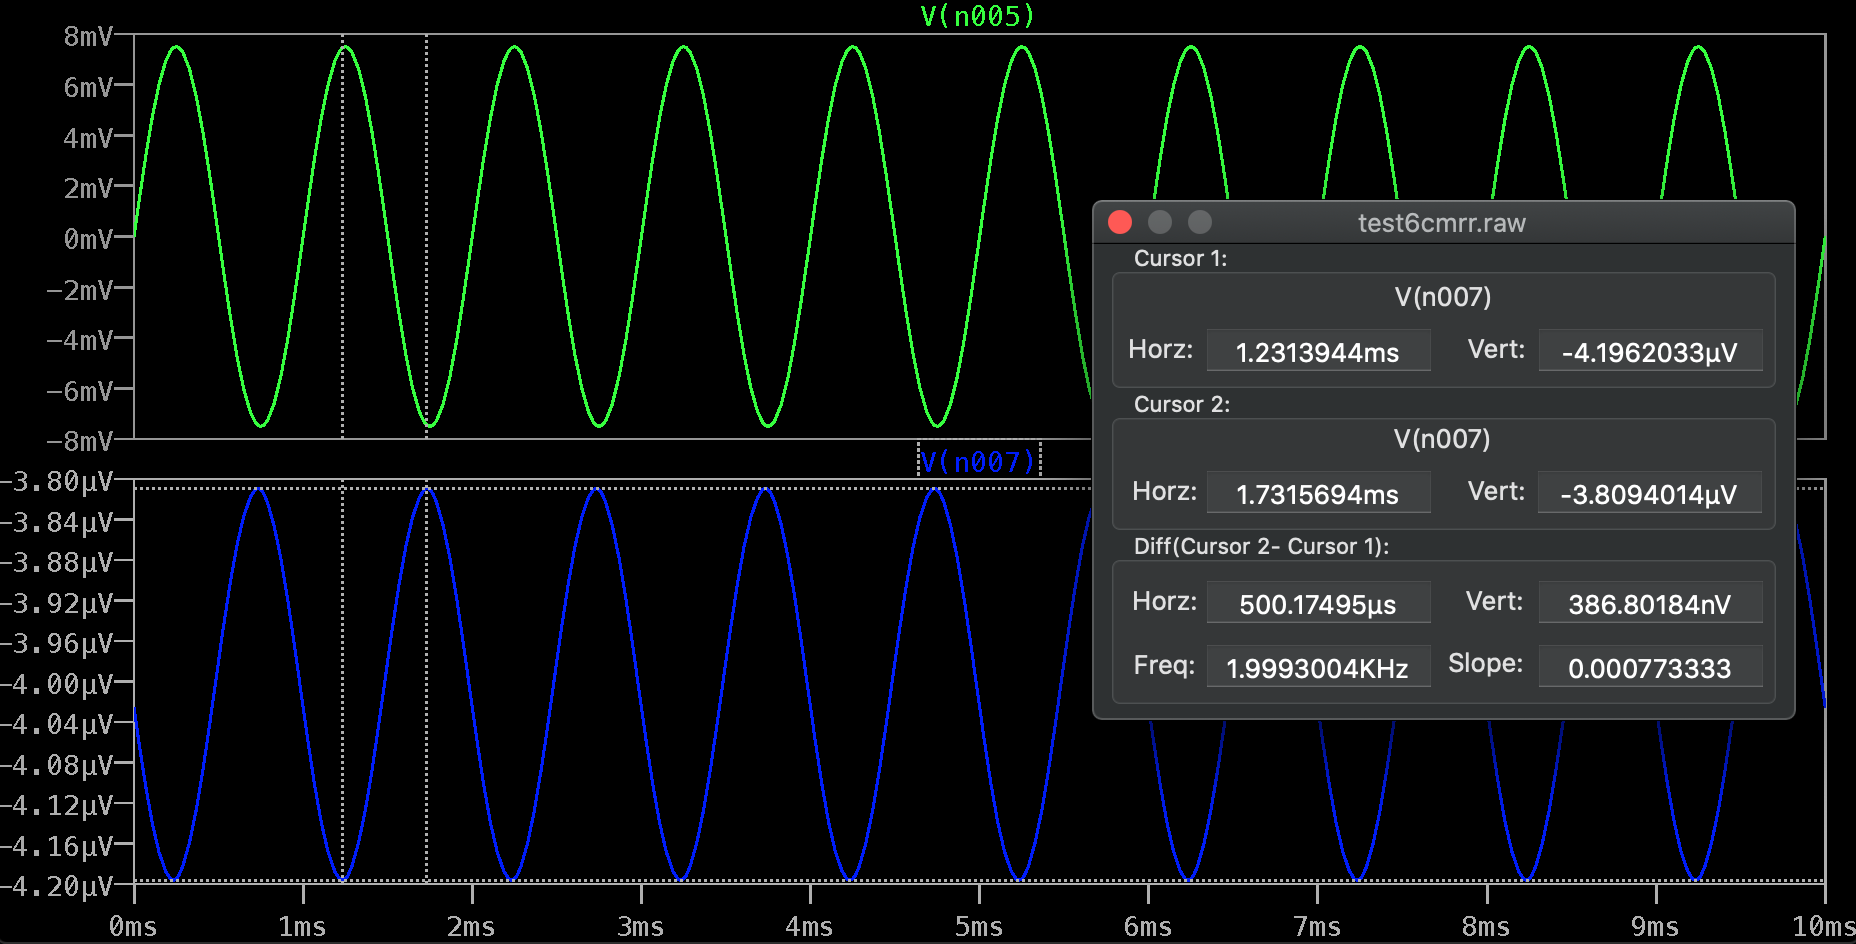 V(n005)
8mV
6mV
4mV
2mV
0mV
−2mV
−4mV
−6mV
−8mV
V(n007)
−3.80µV
−3.84µV
−3.88µV
−3.92µV
−3.96µV
−4.00µV
−4.04µV
−4.08µV
−4.12µV
−4.16µV
−4.20µV
0ms 1ms 2ms 3ms 4ms 5ms 6ms 7ms 8ms 9ms 10ms
test6cmrr.raw
Cursor 1:
V(n007)
Horz: 1.2313944ms Vert: -4.1962033µV
Cursor 2:
V(n007)
Horz: 1.7315694ms Vert: -3.8094014µV
Diff(Cursor 2- Cursor 1):
Horz: 500.17495µs Vert: 386.80184nV
Freq: 1.9993004KHz Slope: 0.000773333